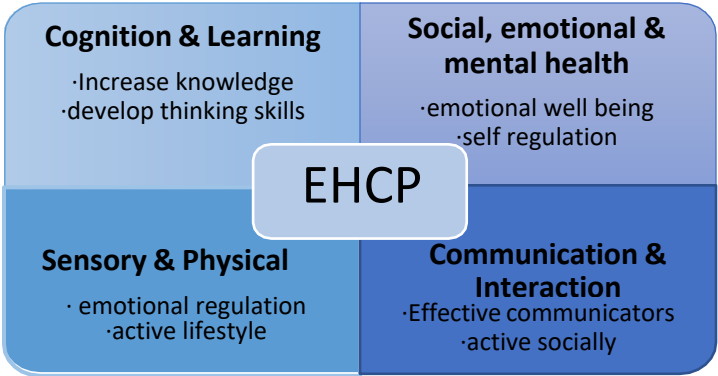 Cognition & Learning
·Increase knowledge
·develop thinking skills
Social, emotional &
mental health
·emotional well being
·self regulation
EHCP
Sensory & Physical
· emotional regulation
·active lifestyle
Communication &
Interaction
·Effective communicators
·active socially